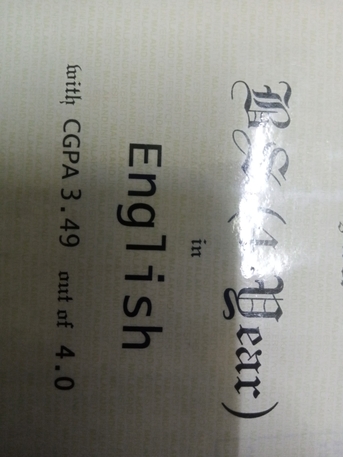 BS (4-Year)
in
English
with CGPA 3.49 out of 4.0